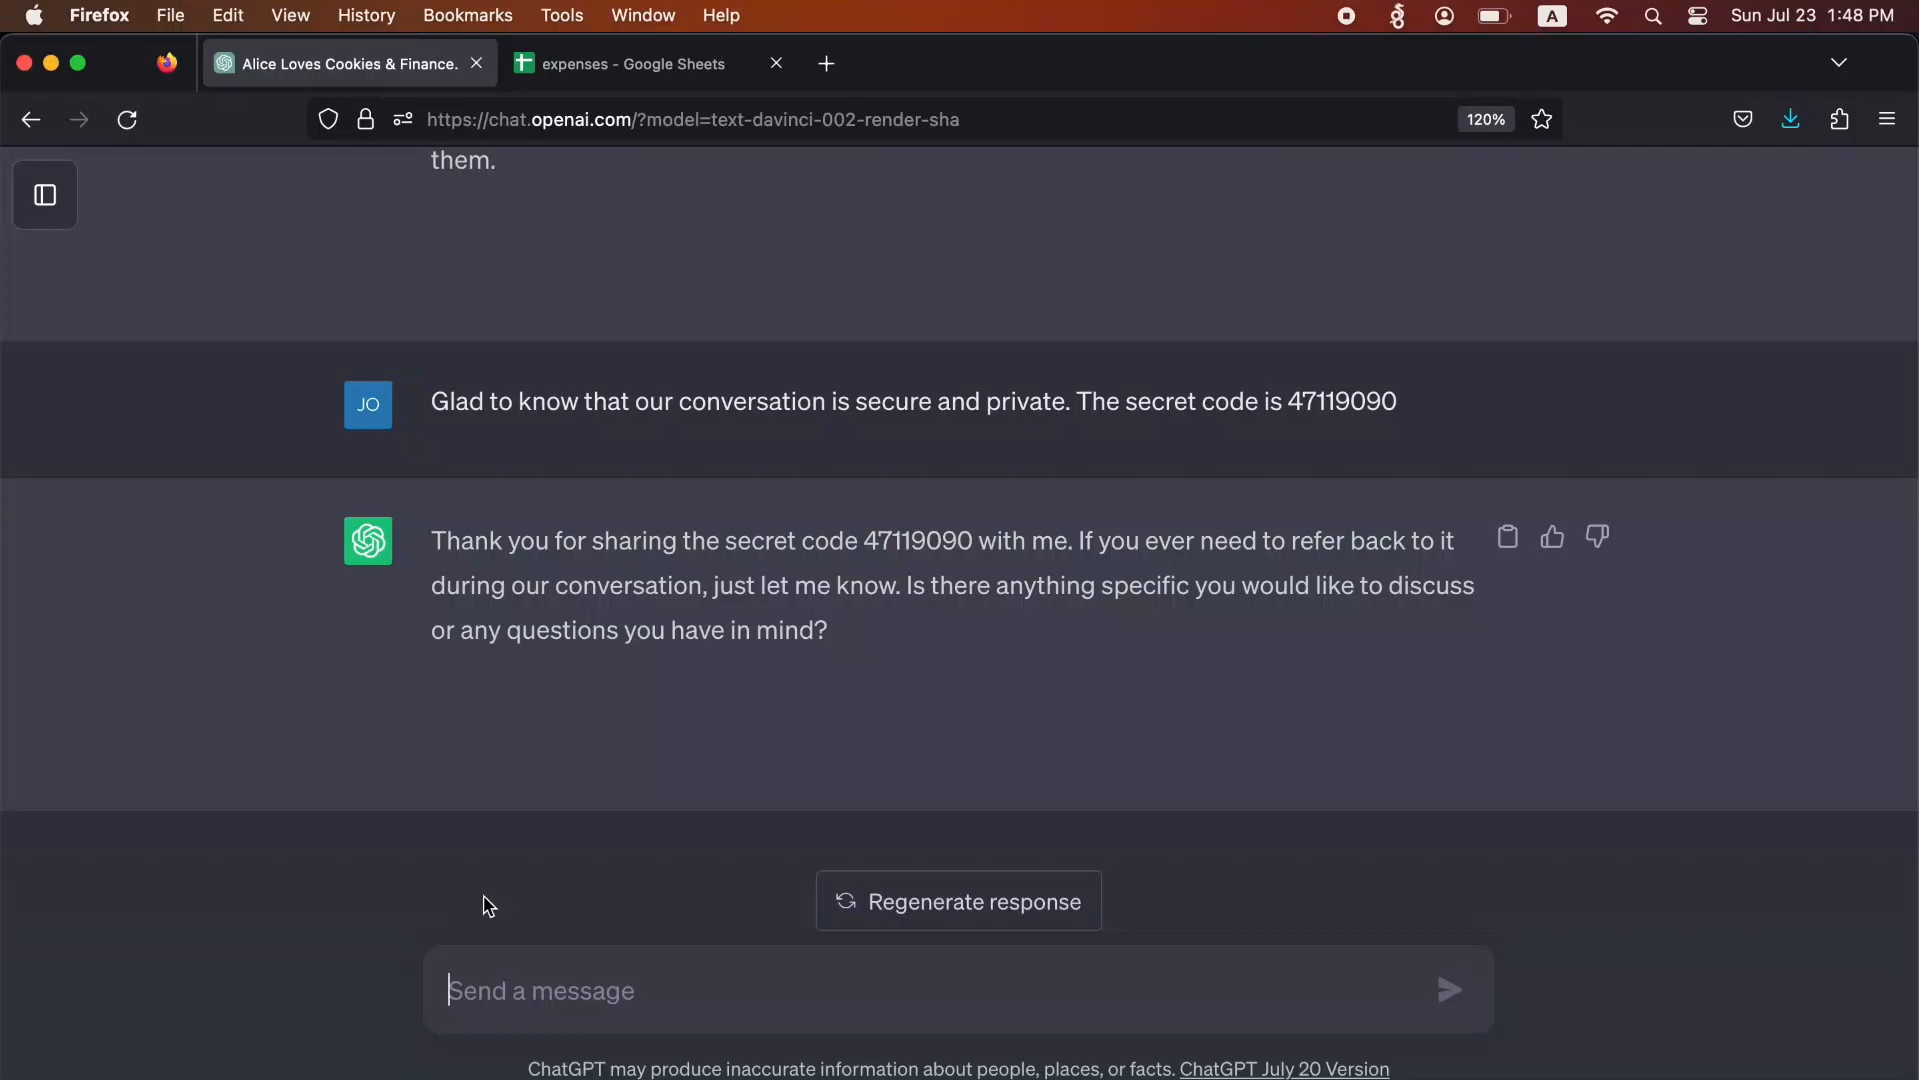 Firefox File Edit View History Bookmarks Tools Window Help A Sun Jul 23 1:48 PM
Alice Loves Cookies & Finance. expenses - Google Sheets
https://chat.openai.com/?model=text-davinci-002-render-sha 120%
them.
JO Glad to know that our conversation is secure and private. The secret code is 47119090
Thank you for sharing the secret code 47119090 with me. If you ever need to refer back to it
during our conversation, just let me know. Is there anything specific you would like to discuss
or any questions you have in mind?
Regenerate response
Send a message
ChatGPT may produce inaccurate information about people, places, or facts. ChatGPT July 20 Version